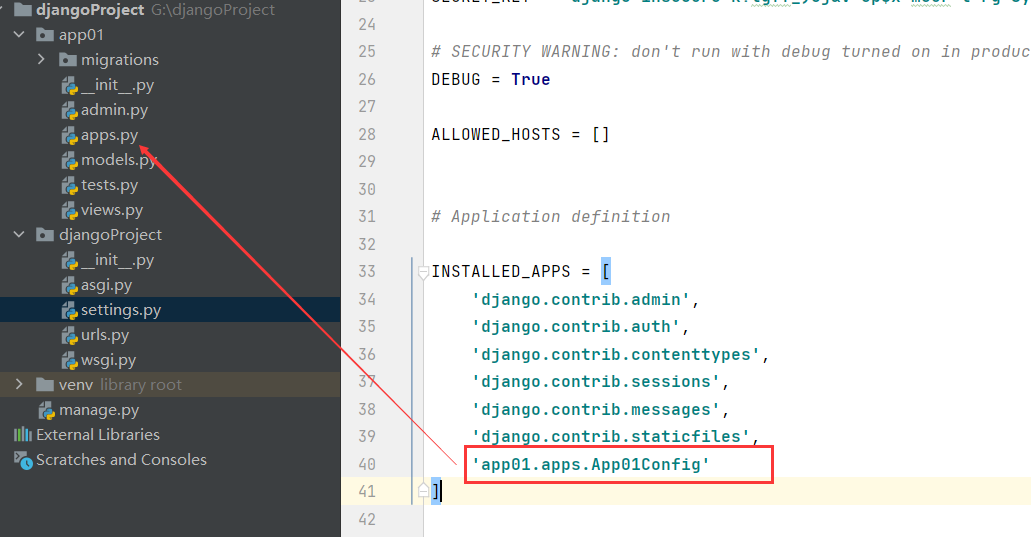 djangoProject G:\djangoProject
app01
migrations
__init__.py
admin.py
apps.py
models.py
tests.py
views.py
djangoProject
__init__.py
asgi.py
settings.py
urls.py
wsgi.py
venv library root
manage.py
External Libraries
Scratches and Consoles
24
25 # SECURITY WARNING: don't run with debug turned on in produc
26 DEBUG = True
27
28 ALLOWED_HOSTS = []
29
30
31 # Application definition
32
33 INSTALLED_APPS = [
34 'django.contrib.admin',
35 'django.contrib.auth',
36 'django.contrib.contenttypes',
37 'django.contrib.sessions',
38 'django.contrib.messages',
39 'django.contrib.staticfiles',
40 'app01.apps.App01Config'
41 ]
42